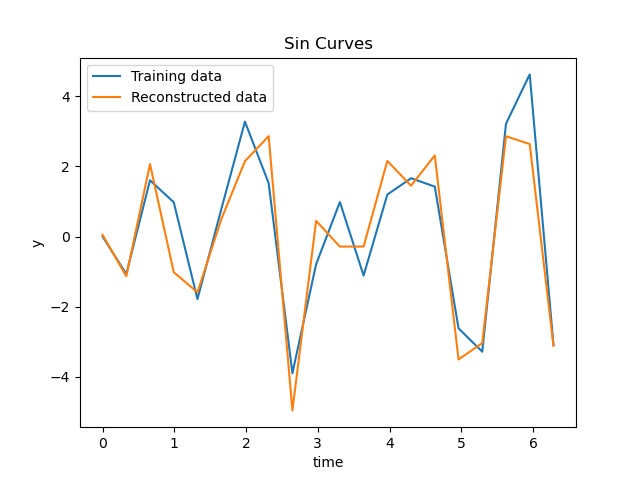 Sin Curves
Training data
Reconstructed data
4
2
0
−2
−4
y
0 1 2 3 4 5 6
time